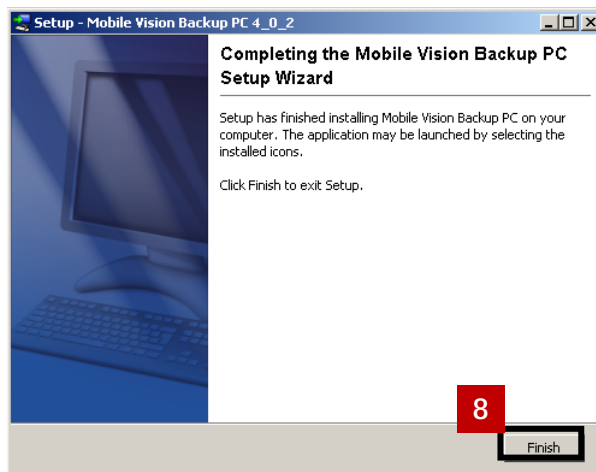 Setup - Mobile Vision Backup PC 4_0_2
Completing the Mobile Vision Backup PC
Setup Wizard
Setup has finished installing Mobile Vision Backup PC on your
computer. The application may be launched by selecting the
installed icons.
Click Finish to exit Setup.
8
Finish